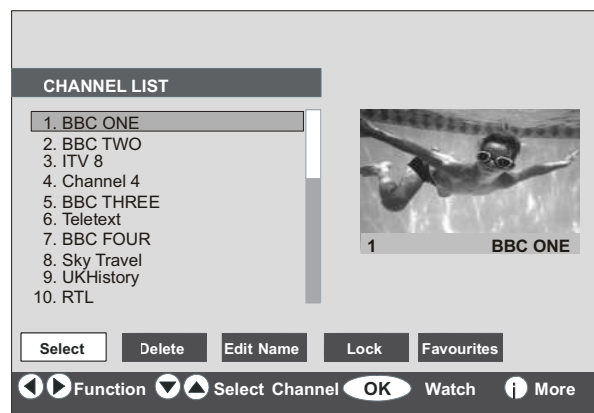 CHANNEL LIST
1. BBC ONE
2. BBC TWO
3. ITV 8
4. Channel 4
5. BBC THREE
6. Teletext
7. BBC FOUR
8. Sky Travel
9. UKHistory
10. RTL
1 BBC ONE
Select Delete Edit Name Lock Favourites
Function Select Channel OK Watch i More